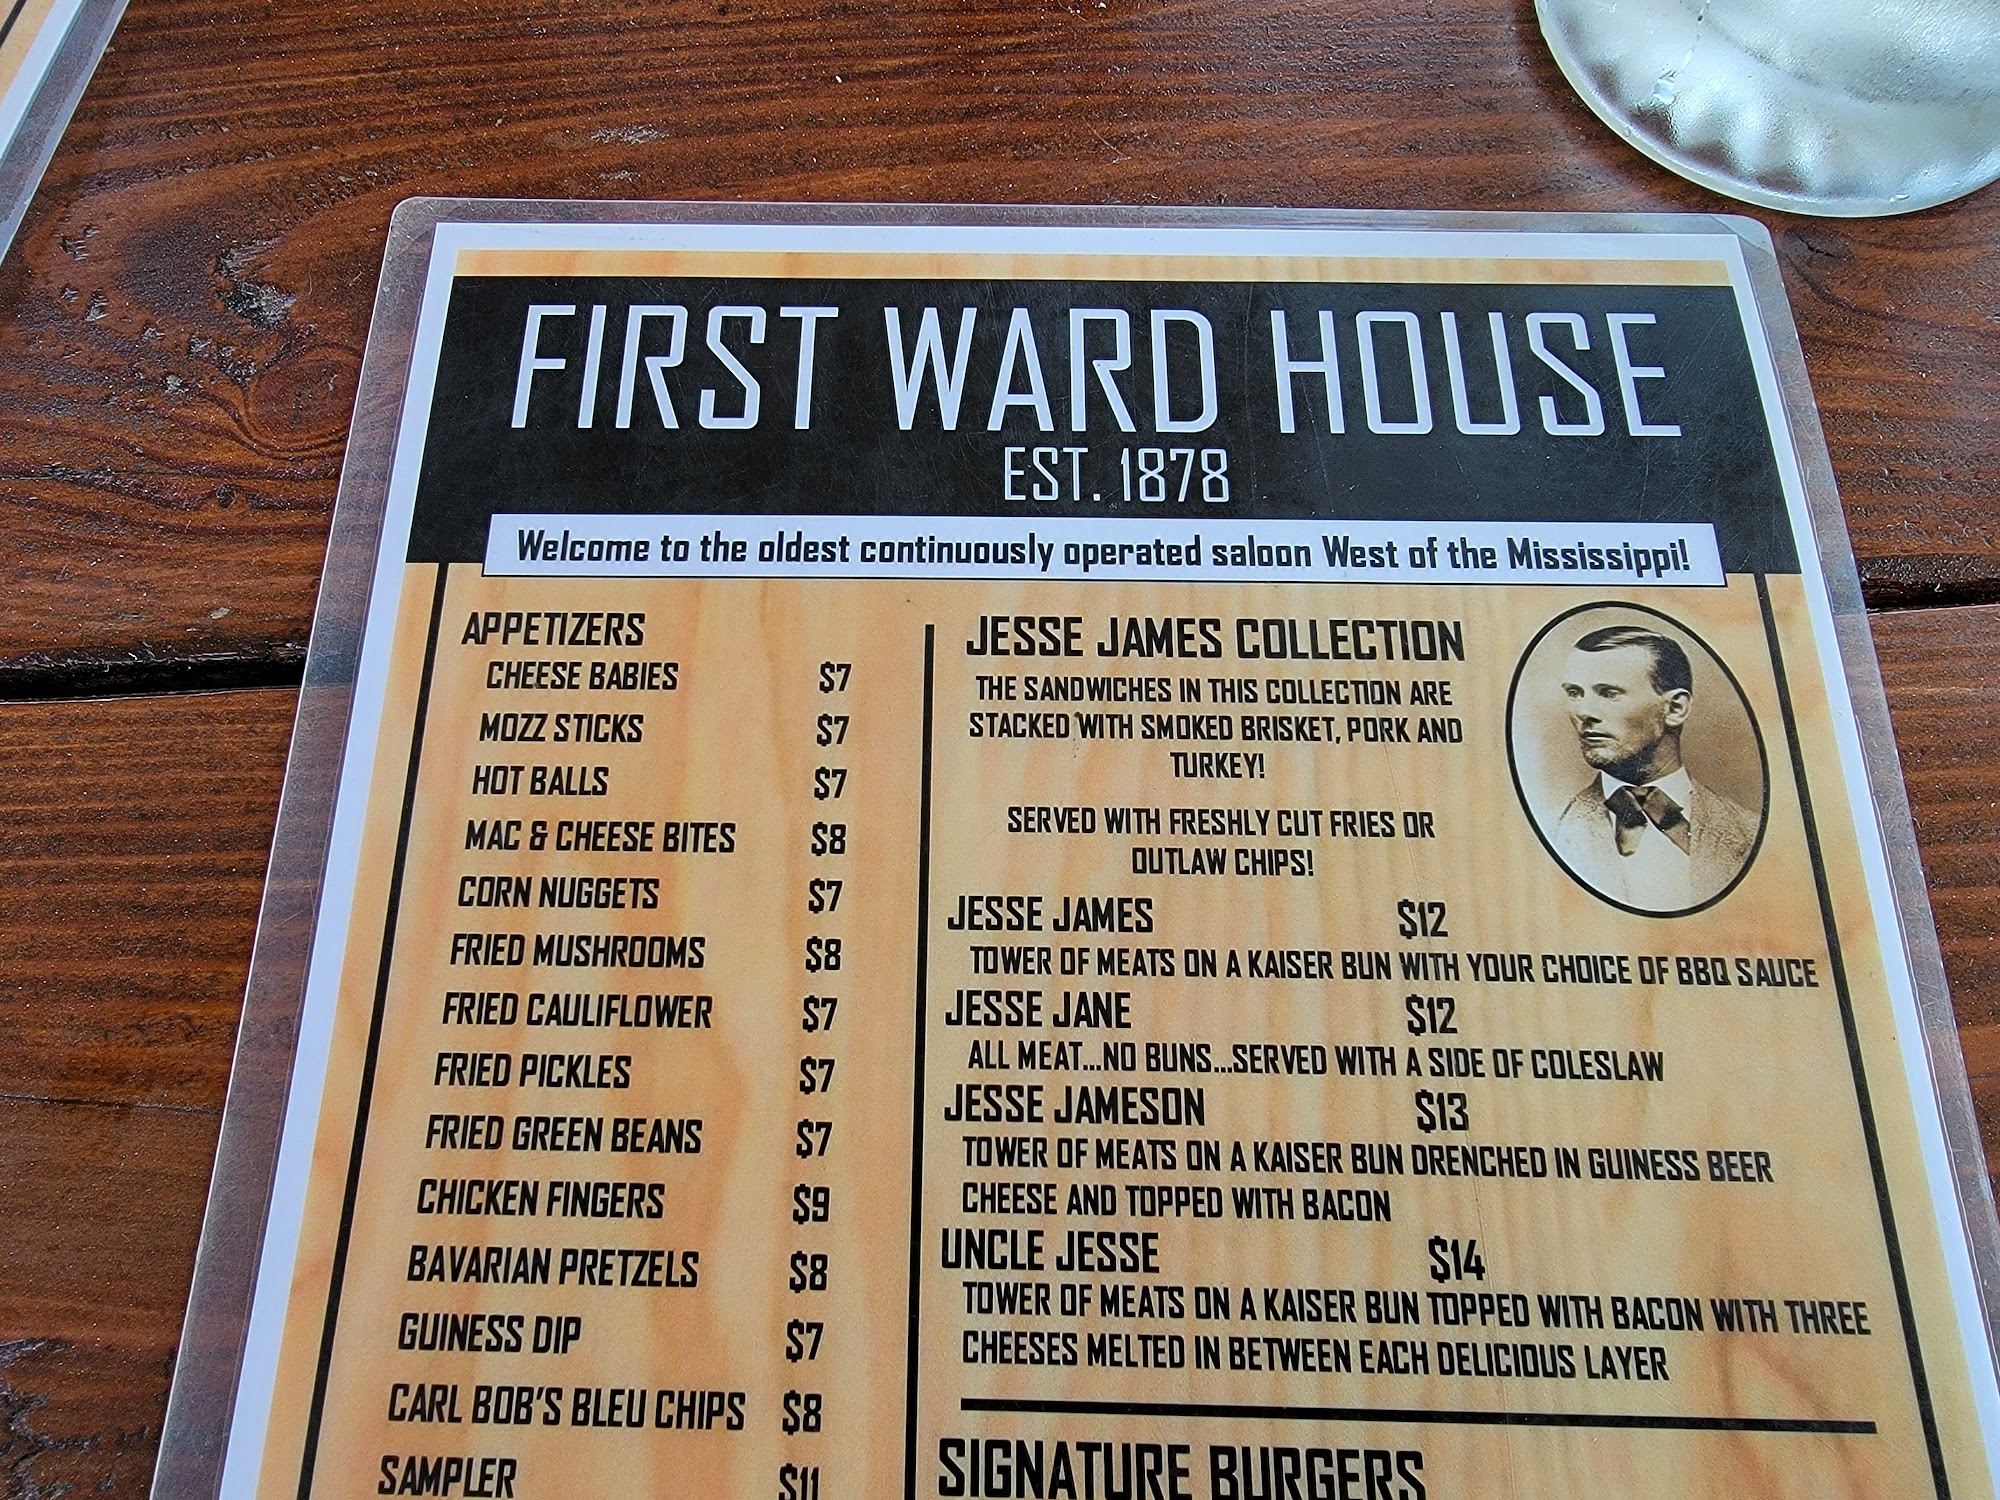 FIRST WARD HOUSE
EST. 1878
Welcome to the oldest continuously operated saloon West of the Mississippi!
APPETIZERS
CHEESE BABIES $7
MOZZ STICKS $7
HOT BALLS $7
MAC & CHEESE BITES $8
CORN NUGGETS $7
FRIED MUSHROOMS $8
FRIED CAULIFLOWER $7
FRIED PICKLES $7
FRIED GREEN BEANS $7
CHICKEN FINGERS $9
BAVARIAN PRETZELS $8
GUINESS DIP $7
CARL BOB'S BLEU CHIPS $8
SAMPLER $11
JESSE JAMES COLLECTION
THE SANDWICHES IN THIS COLLECTION ARE
STACKED WITH SMOKED BRISKET, PORK AND
TURKEY!
SERVED WITH FRESHLY CUT FRIES OR
OUTLAW CHIPS!
JESSE JAMES $12
TOWER OF MEATS ON A KAISER BUN WITH YOUR CHOICE OF BBQ SAUCE
JESSE JANE $12
ALL MEAT...NO BUNS...SERVED WITH A SIDE OF COLESLAW
JESSE JAMESON $13
TOWER OF MEATS ON A KAISER BUN DRENCHED IN GUINESS BEER
CHEESE AND TOPPED WITH BACON
UNCLE JESSE $14
TOWER OF MEATS ON A KAISER BUN TOPPED WITH BACON WITH THREE
CHEESES MELTED IN BETWEEN EACH DELICIOUS LAYER
SIGNATURE BURGERS